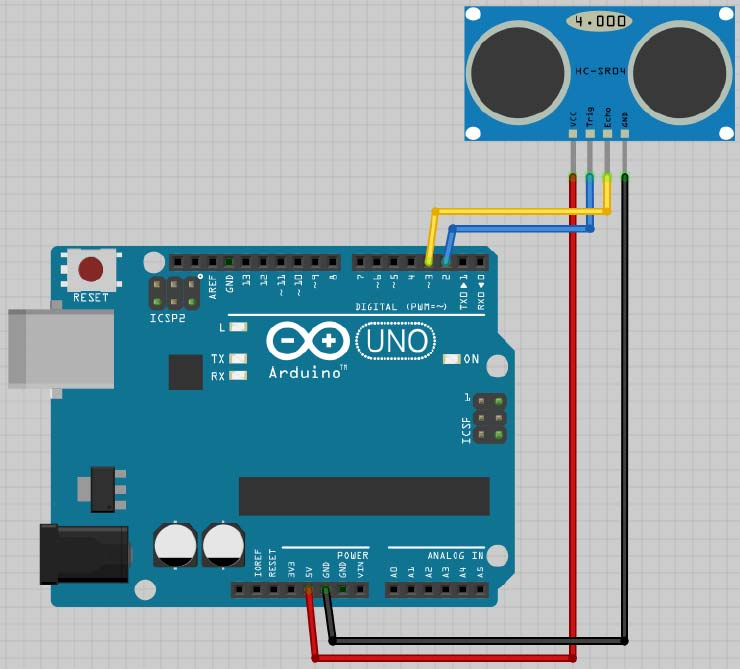 4.000
HC-SR04
VCC
Trig
Echo
GND
RESET
ICSP2
AREF
GND
13
12
~11
~10
~9
8
7
~6
~5
4
~3
2
TX0 ▶ 1
RX0 ◀ 0
DIGITAL (PWM=~)
L
TX
RX
UNO
ON
Arduino™
1
ICSP
POWER
ANALOG IN
IOREF
RESET
3V3
5V
GND
GND
VIN
A0
A1
A2
A3
A4
A5